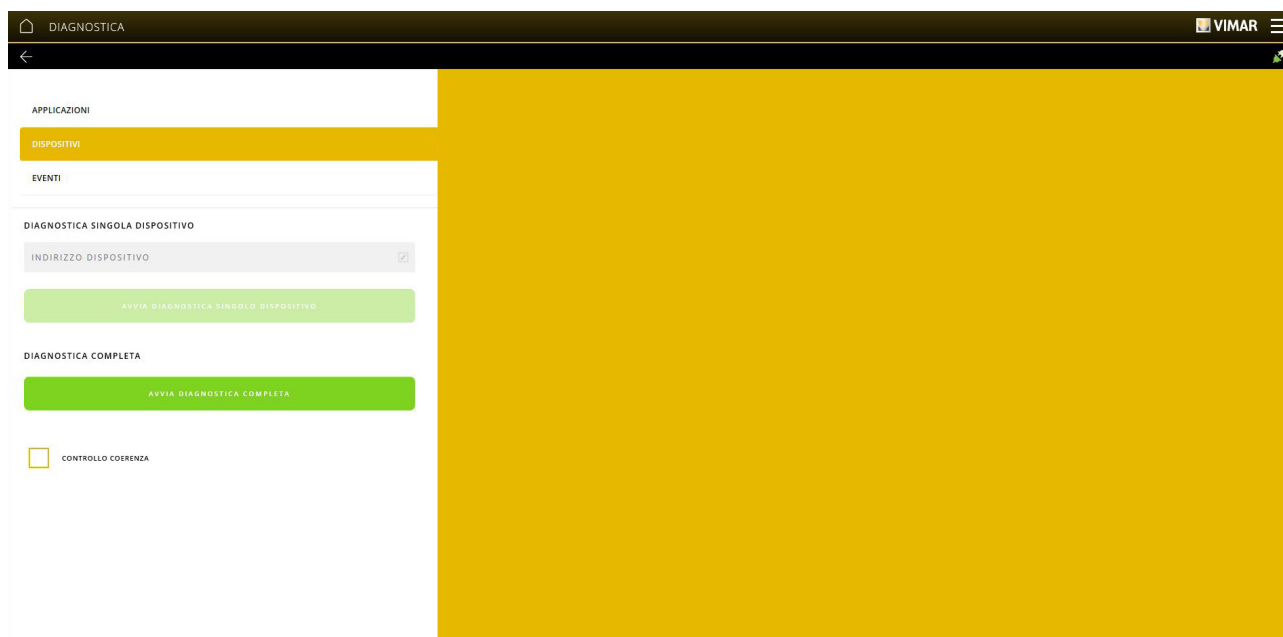 DIAGNOSTICA
VIMAR
APPLICAZIONI
DISPOSITIVI
EVENTI
DIAGNOSTICA SINGOLA DISPOSITIVO
INDIRIZZO DISPOSITIVO
AVVIA DIAGNOSTICA SINGOLO DISPOSITIVO
DIAGNOSTICA COMPLETA
AVVIA DIAGNOSTICA COMPLETA
CONTROLLO COERENZA